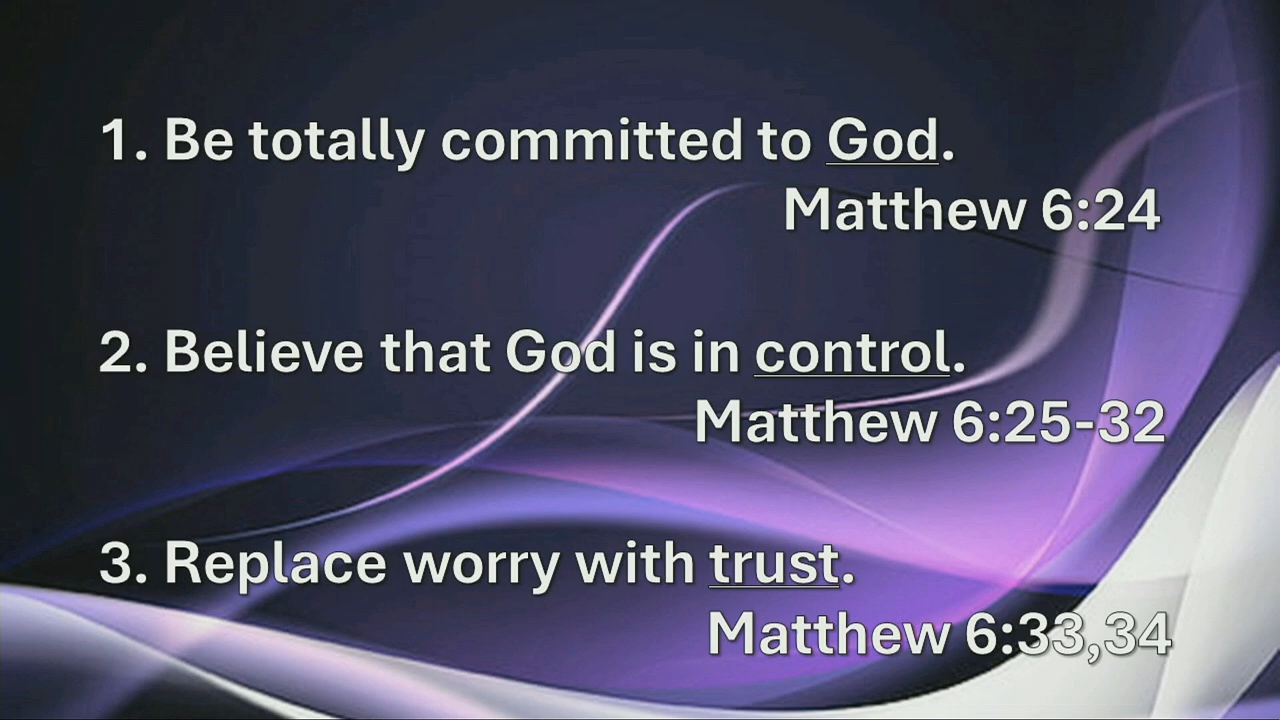 1. Be totally committed to God.
Matthew 6:24
2. Believe that God is in control.
Matthew 6:25-32
3. Replace worry with trust.
Matthew 6:33,34